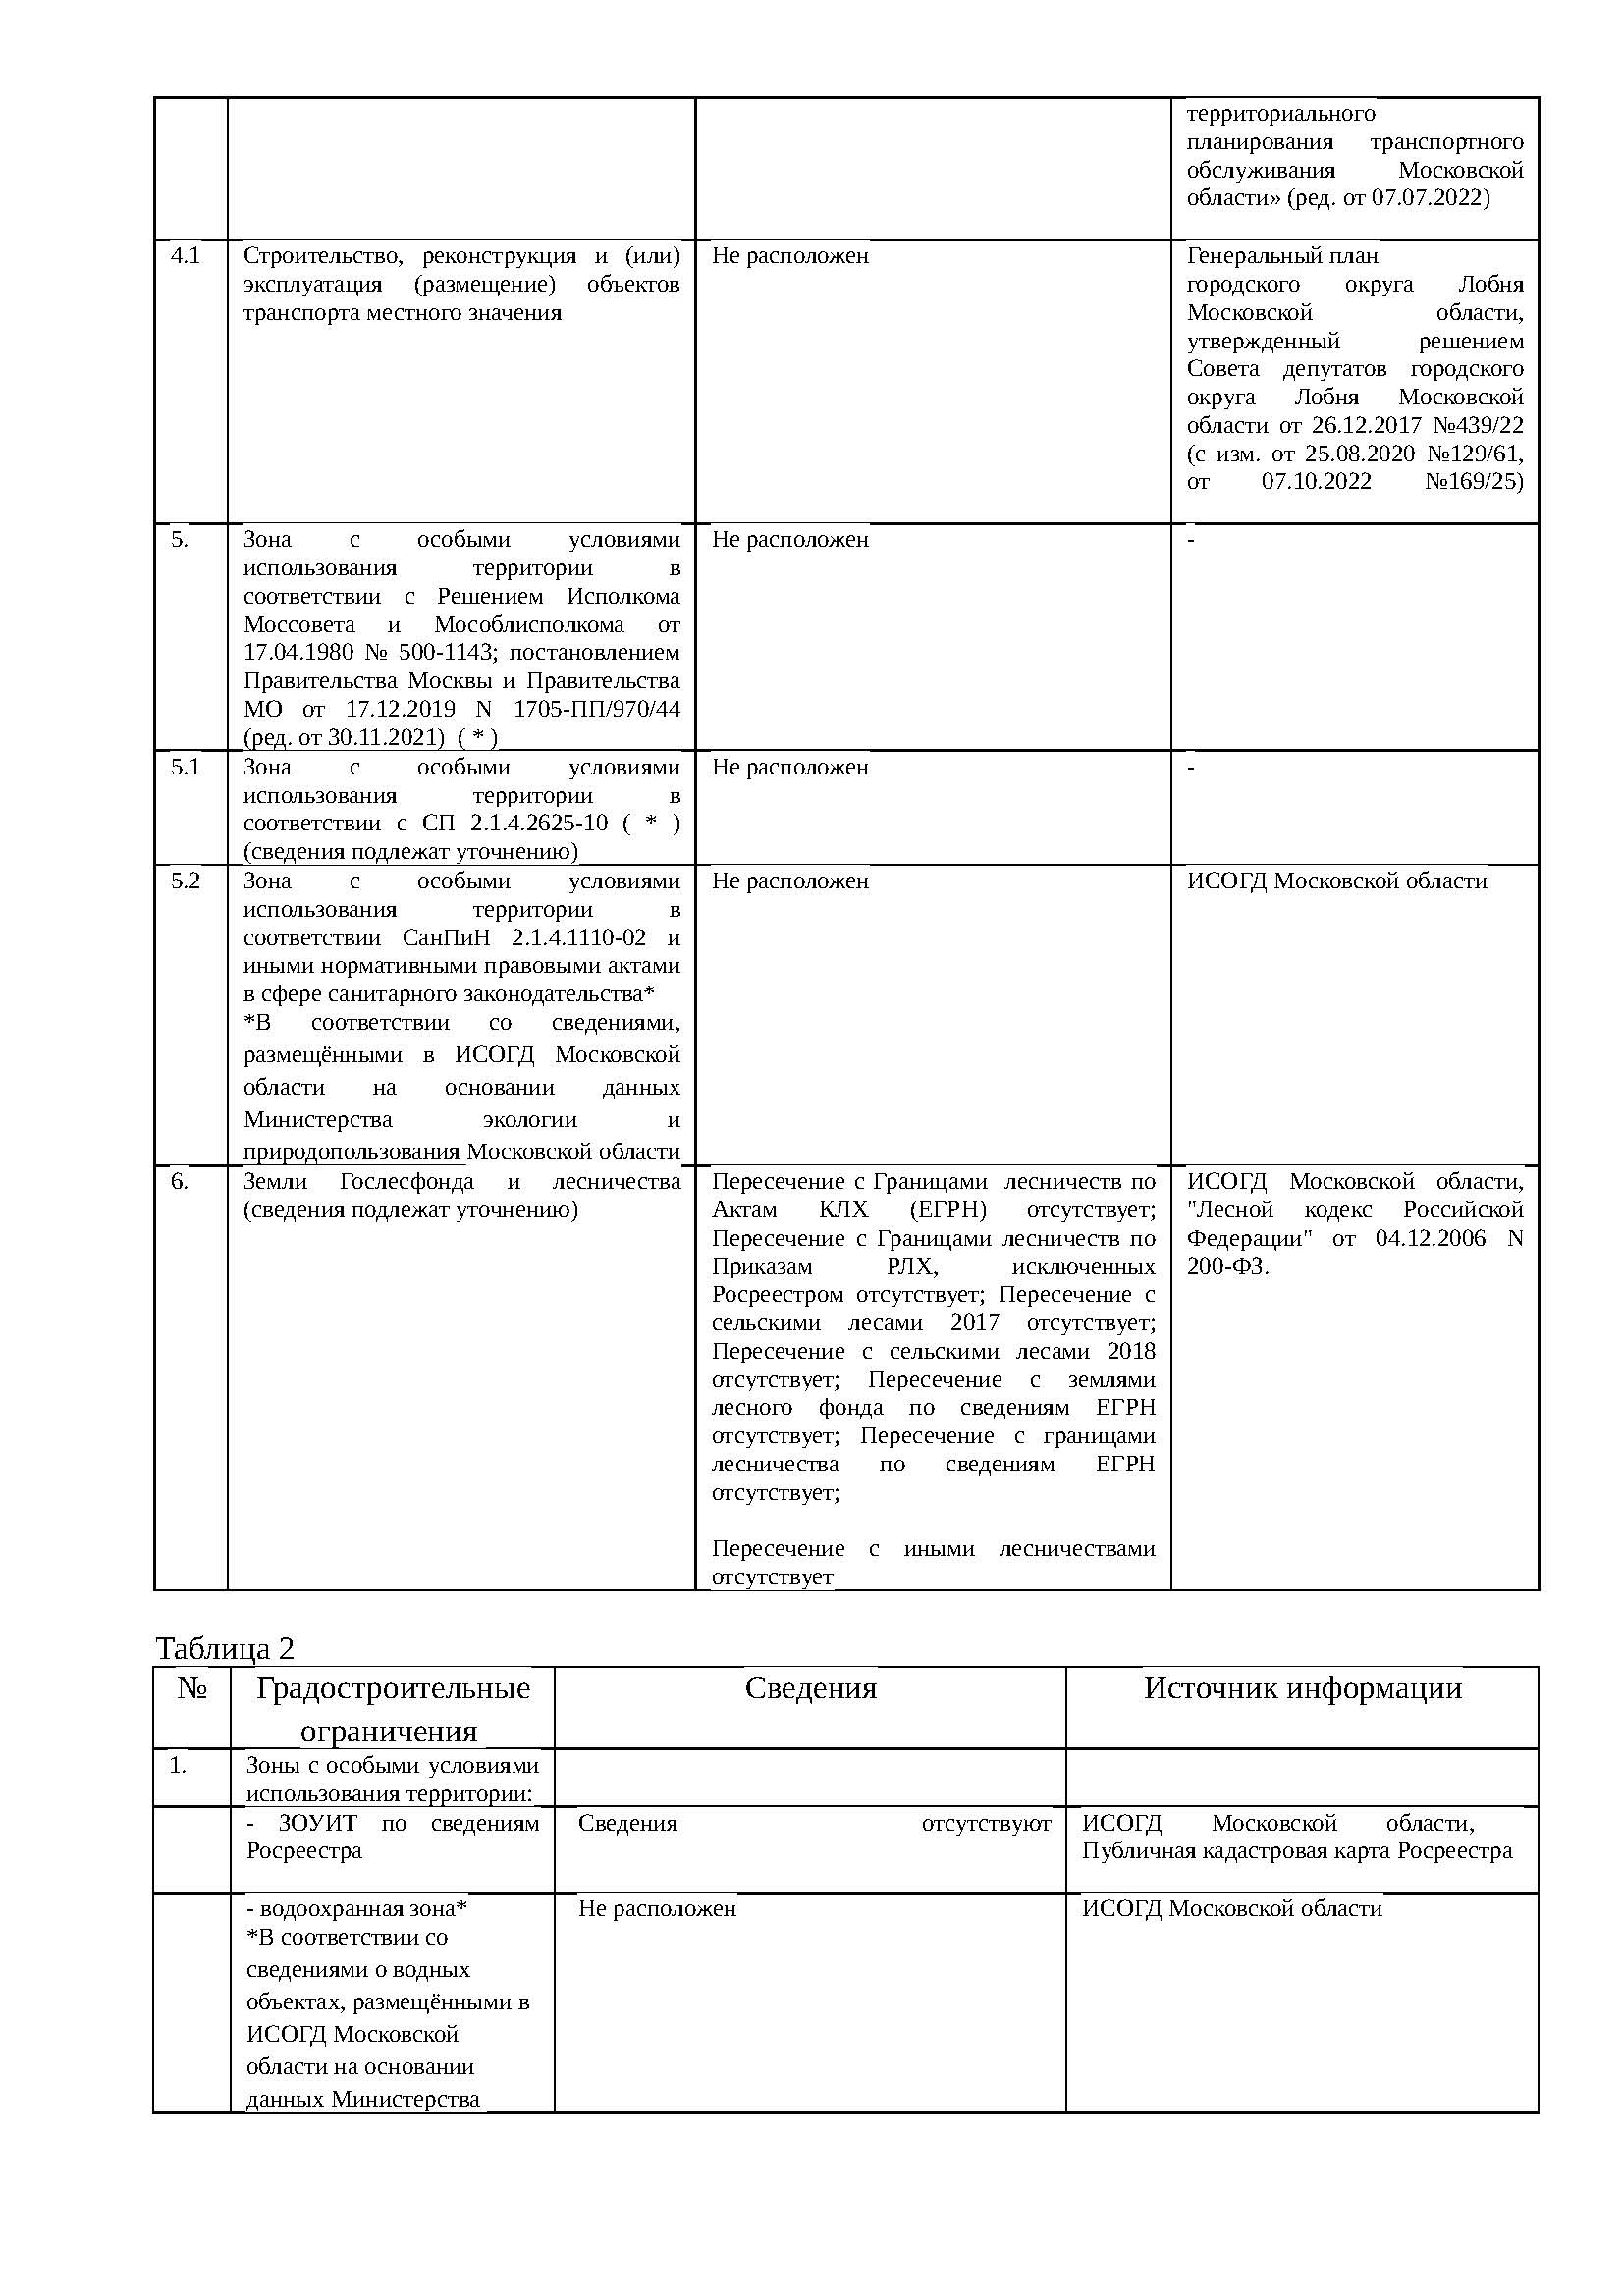 территориального
планирования транспортного
обслуживания Московской
области» (ред. от 07.07.2022)
4.1
Строительство, реконструкция и (или)
эксплуатация (размещение) объектов
транспорта местного значения
Не расположен
Генеральный план
городского округа Лобня
Московской области,
утвержденный решением
Совета депутатов городского
округа Лобня Московской
области от 26.12.2017 №439/22
(с изм. от 25.08.2020 №129/61,
от 07.10.2022 №169/25)
5.
Зона с особыми условиями
использования территории в
соответствии с Решением Исполкома
Моссовета и Мособлисполкома от
17.04.1980 № 500-1143; постановлением
Правительства Москвы и Правительства
МО от 17.12.2019 N 1705-ПП/970/44
(ред. от 30.11.2021) ( * )
Не расположен
-
5.1
Зона с особыми условиями
использования территории в
соответствии с СП 2.1.4.2625-10 ( * )
(сведения подлежат уточнению)
Не расположен
-
5.2
Зона с особыми условиями
использования территории в
соответствии СанПиН 2.1.4.1110-02 и
иными нормативными правовыми актами
в сфере санитарного законодательства*
*В соответствии со сведениями,
размещёнными в ИСОГД Московской
области на основании данных
Министерства экологии и
природопользования Московской области
Не расположен
ИСОГД Московской области
6.
Земли Гослесфонда и лесничества
(сведения подлежат уточнению)
Пересечение с Границами лесничеств по
Актам КЛХ (ЕГРН) отсутствует;
Пересечение с Границами лесничеств по
Приказам РЛХ, исключенных
Росреестром отсутствует; Пересечение с
сельскими лесами 2017 отсутствует;
Пересечение с сельскими лесами 2018
отсутствует; Пересечение с землями
лесного фонда по сведениям ЕГРН
отсутствует; Пересечение с границами
лесничества по сведениям ЕГРН
отсутствует;
Пересечение с иными лесничествами
отсутствует
ИСОГД Московской области,
"Лесной кодекс Российской
Федерации" от 04.12.2006 N
200-ФЗ.
Таблица 2
№
Градостроительные
ограничения
Сведения
Источник информации
1.
Зоны с особыми условиями
использования территории:
- ЗОУИТ по сведениям
Росреестра
Сведения отсутствуют
ИСОГД Московской области,
Публичная кадастровая карта Росреестра
- водоохранная зона*
*В соответствии со
сведениями о водных
объектах, размещёнными в
ИСОГД Московской
области на основании
данных Министерства
Не расположен
ИСОГД Московской области